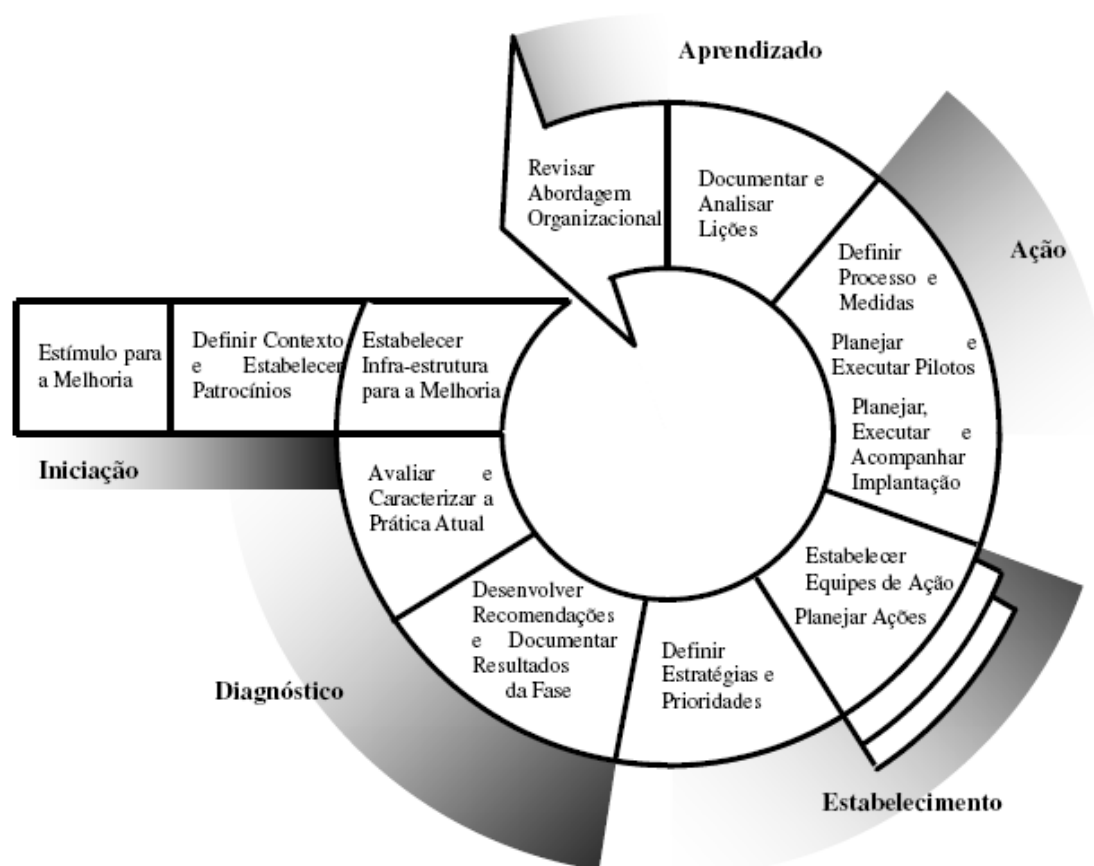 Aprendizado
Revisar
Abordagem
Organizacional
Documentar e
Analisar
Lições
Ação
Definir
Processo e
Medidas
Planejar e
Executar Pilotos
Planejar,
Executar e
Acompanhar
Implantação
Estímulo para
a Melhoria
Definir Contexto
e Estabelecer
Patrocínios
Estabelecer
Infra-estrutura
para a Melhoria
Iniciação
Avaliar e
Caracterizar a
Prática Atual
Desenvolver
Recomendações
e Documentar
Resultados
da Fase
Diagnóstico
Definir
Estratégias e
Prioridades
Estabelecer
Equipes de Ação
Planejar Ações
Estabelecimento